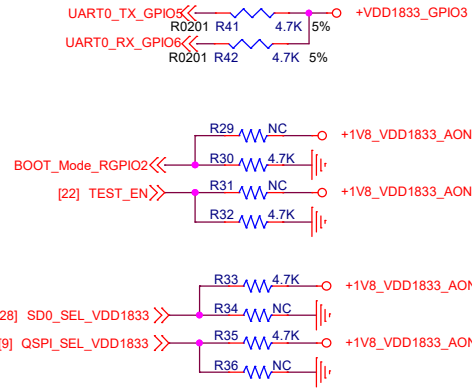 UART0_TX_GPIO5 R0201 R41 4.7K 5% +VDD1833_GPIO3
UART0_RX_GPIO6 R0201 R42 4.7K 5%
R29 NC +1V8_VDD1833_AON
BOOT_Mode_RGPIO2 R30 4.7K
[22] TEST_EN R31 NC +1V8_VDD1833_AON
R32 4.7K
R33 4.7K +1V8_VDD1833_AON
28] SD0_SEL_VDD1833 R34 NC
9] QSPI_SEL_VDD1833 R35 4.7K +1V8_VDD1833_AON
R36 NC